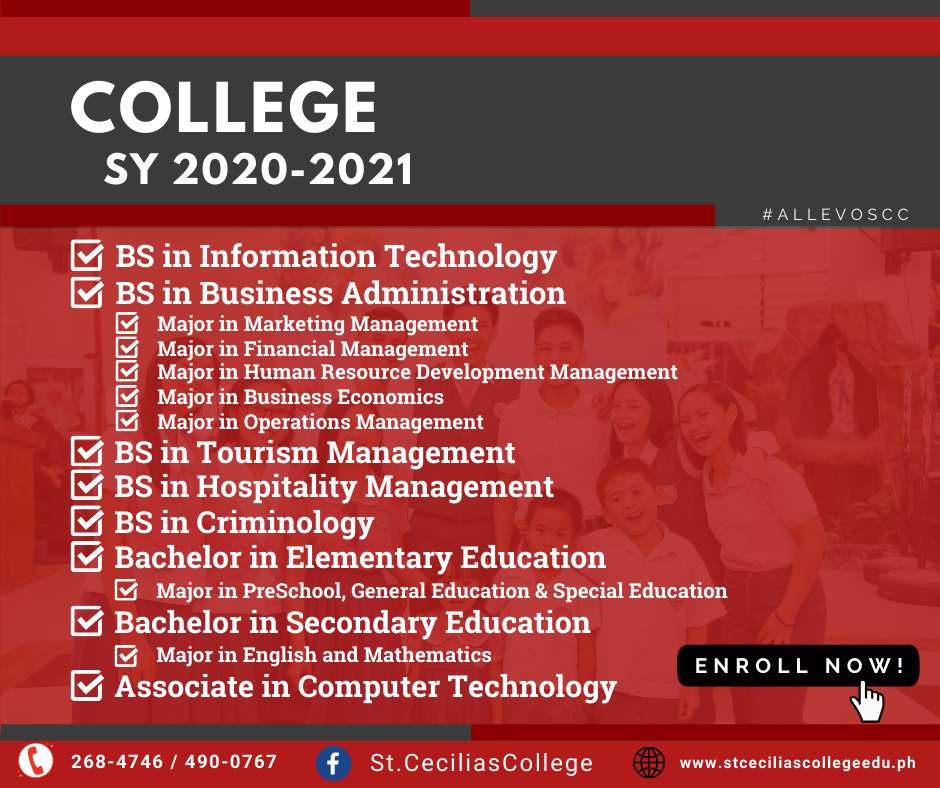 COLLEGE
SY 2020-2021
#ALLEVOSCC
BS in Information Technology
BS in Business Administration
Major in Marketing Management
Major in Financial Management
Major in Human Resource Development Management
Major in Business Economics
Major in Operations Management
BS in Tourism Management
BS in Hospitality Management
BS in Criminology
Bachelor in Elementary Education
Major in PreSchool, General Education & Special Education
Bachelor in Secondary Education
Major in English and Mathematics
Associate in Computer Technology
ENROLL NOW!
268-4746 / 490-0767
St.CeciliasCollege
www.stceciliascollegeedu.ph